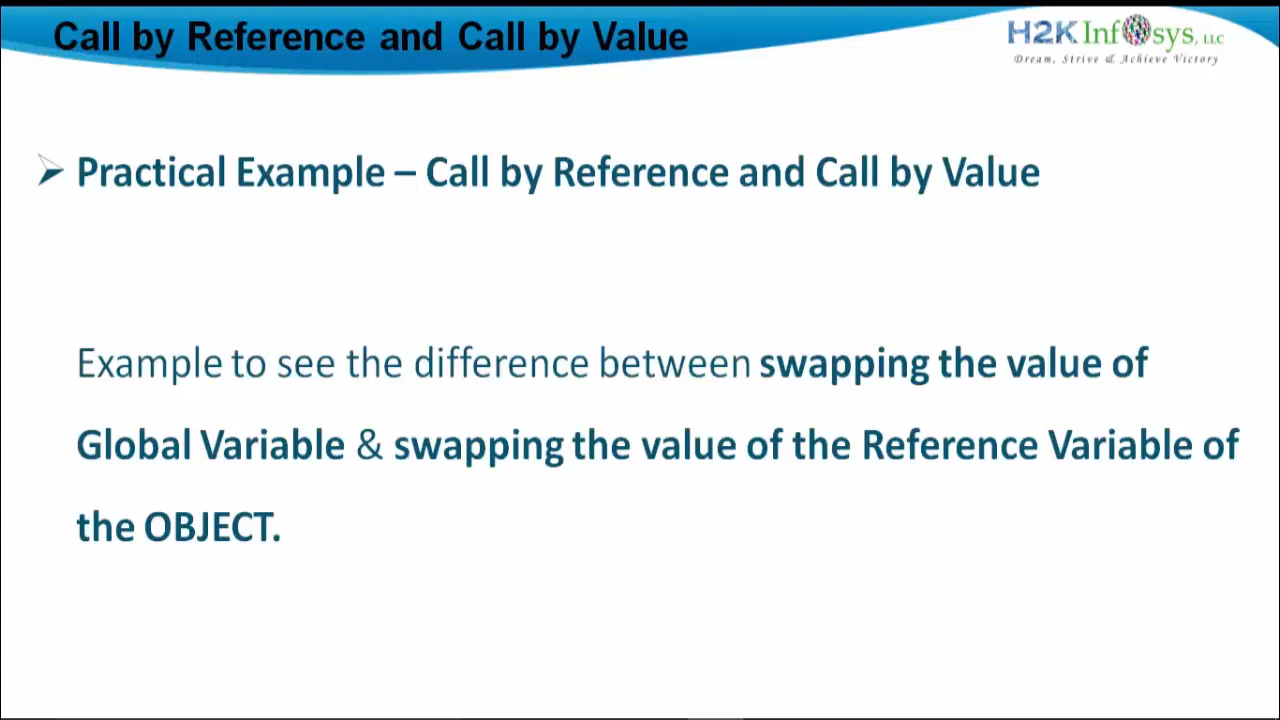 Call by Reference and Call by Value
H2K Infosys, LLC
Dream, Strive & Achieve Victory
Practical Example – Call by Reference and Call by Value
Example to see the difference between swapping the value of
Global Variable & swapping the value of the Reference Variable of
the OBJECT.